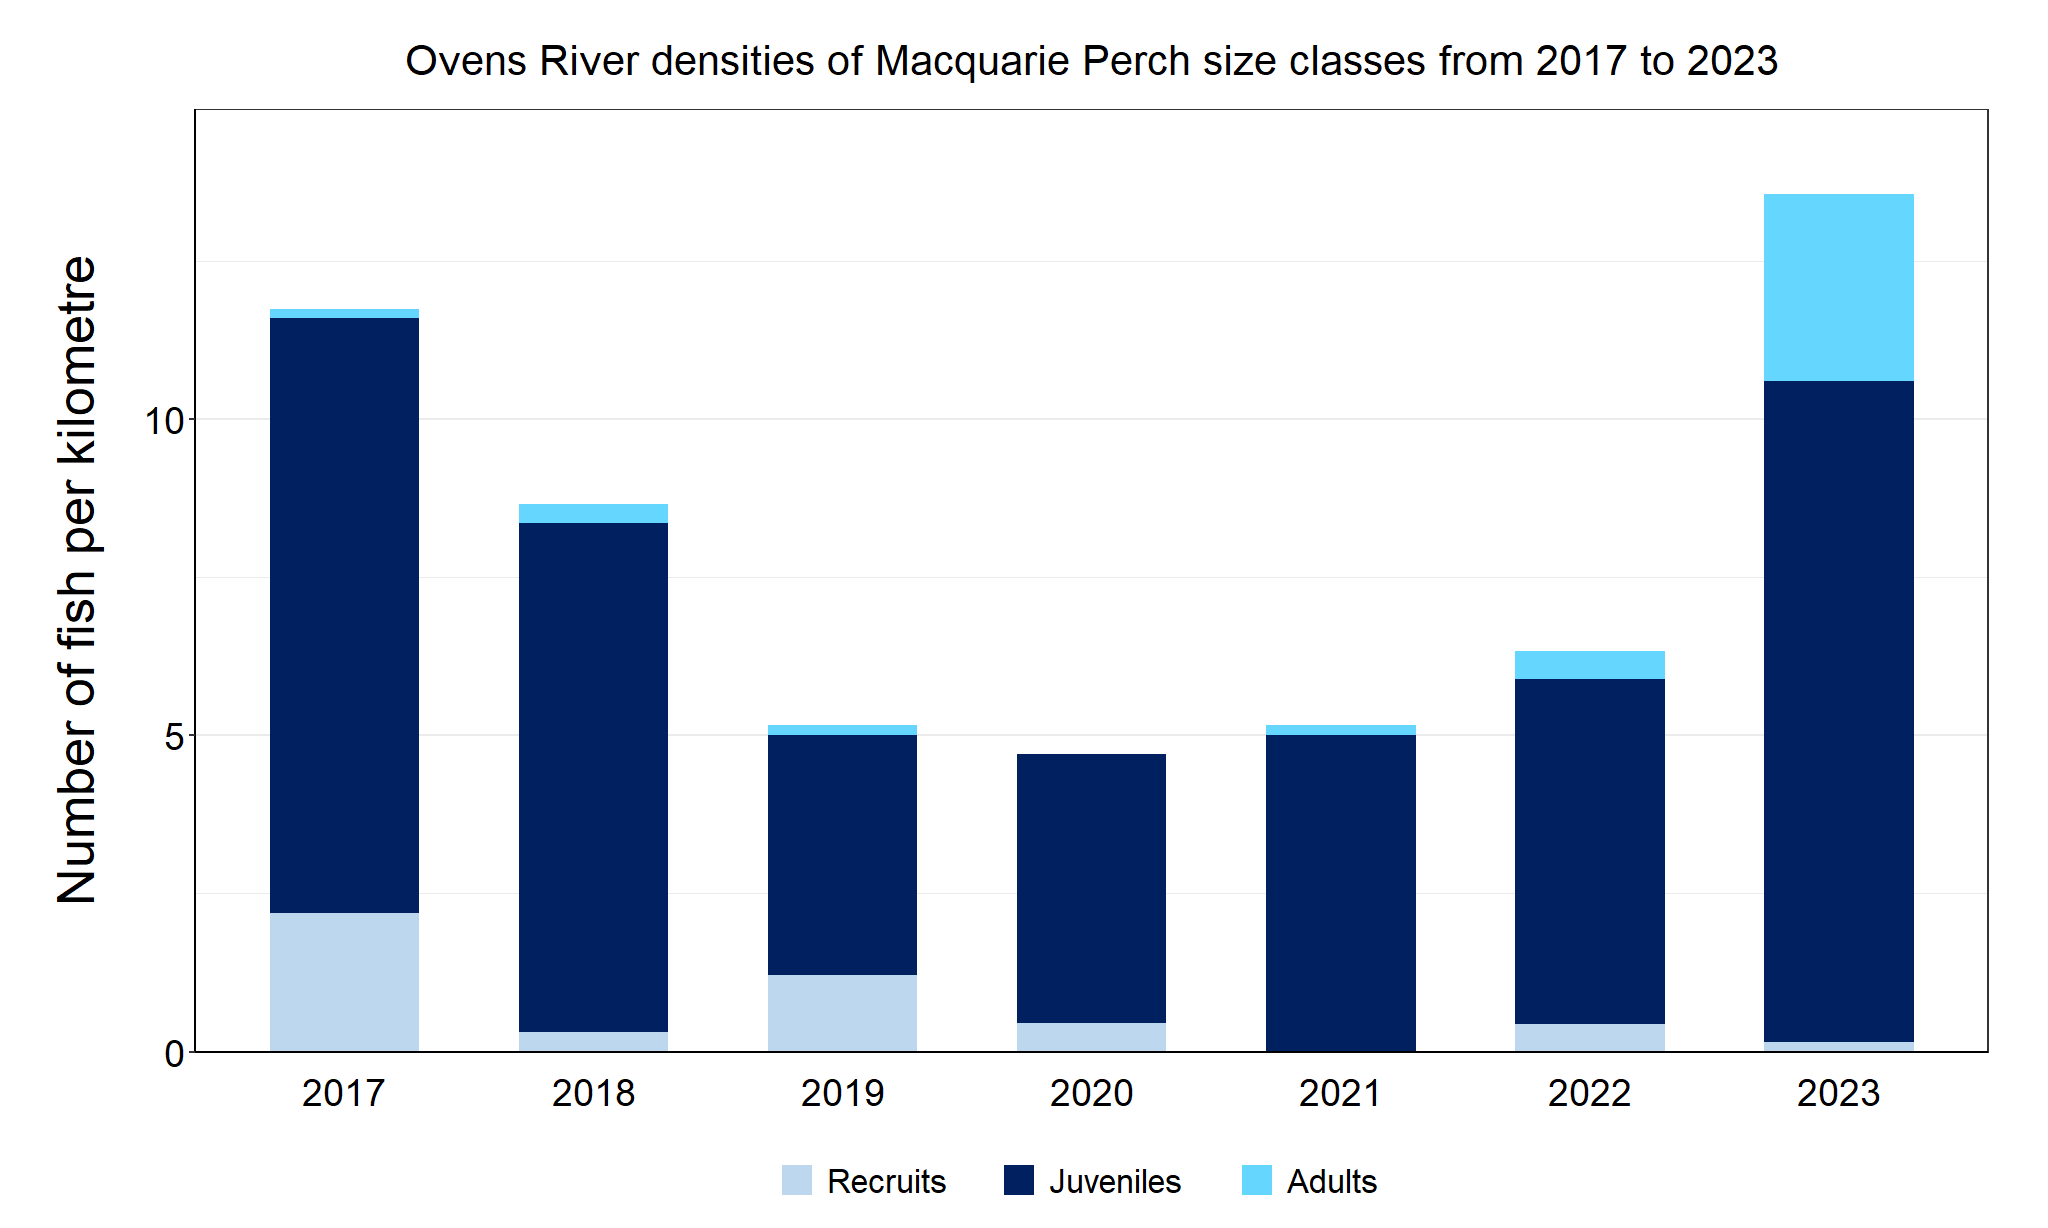 Ovens River densities of Macquarie Perch size classes from 2017 to 2023
Number of fish per kilometre
10
5
0
2017 2018 2019 2020 2021 2022 2023
Recruits Juveniles Adults